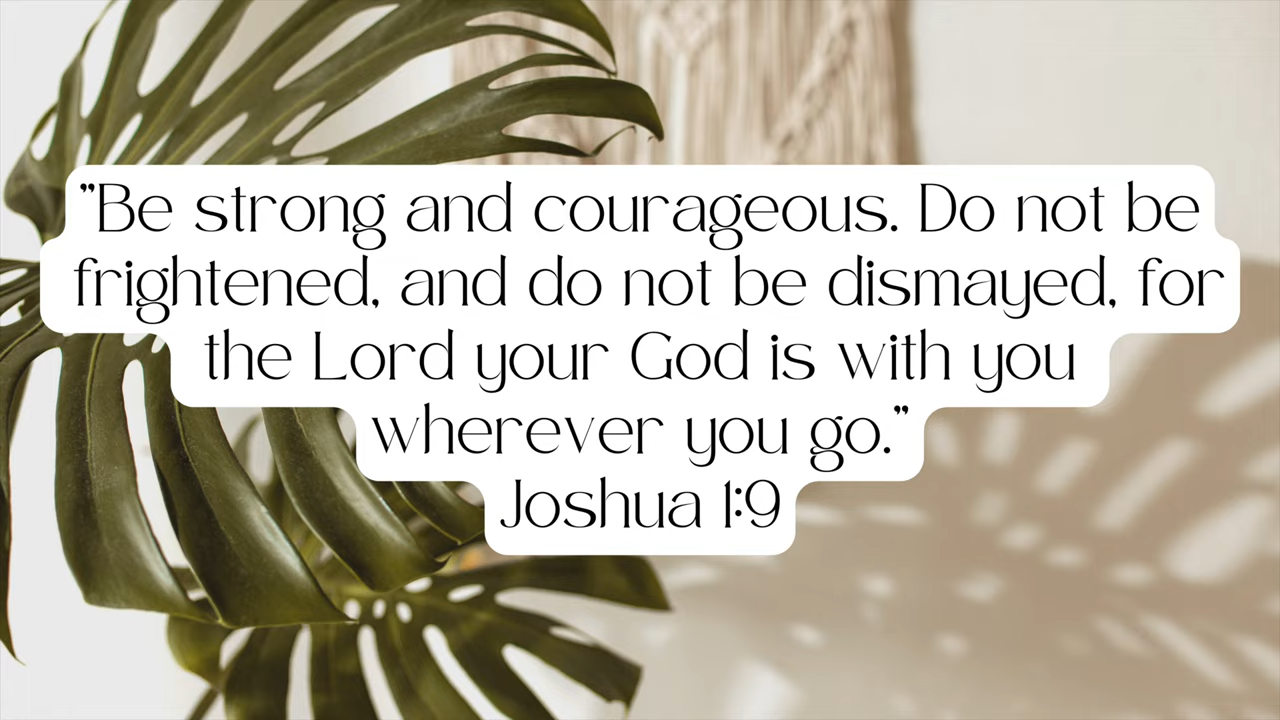 "Be strong and courageous. Do not be
frightened, and do not be dismayed, for
the Lord your God is with you
wherever you go."
Joshua 1:9